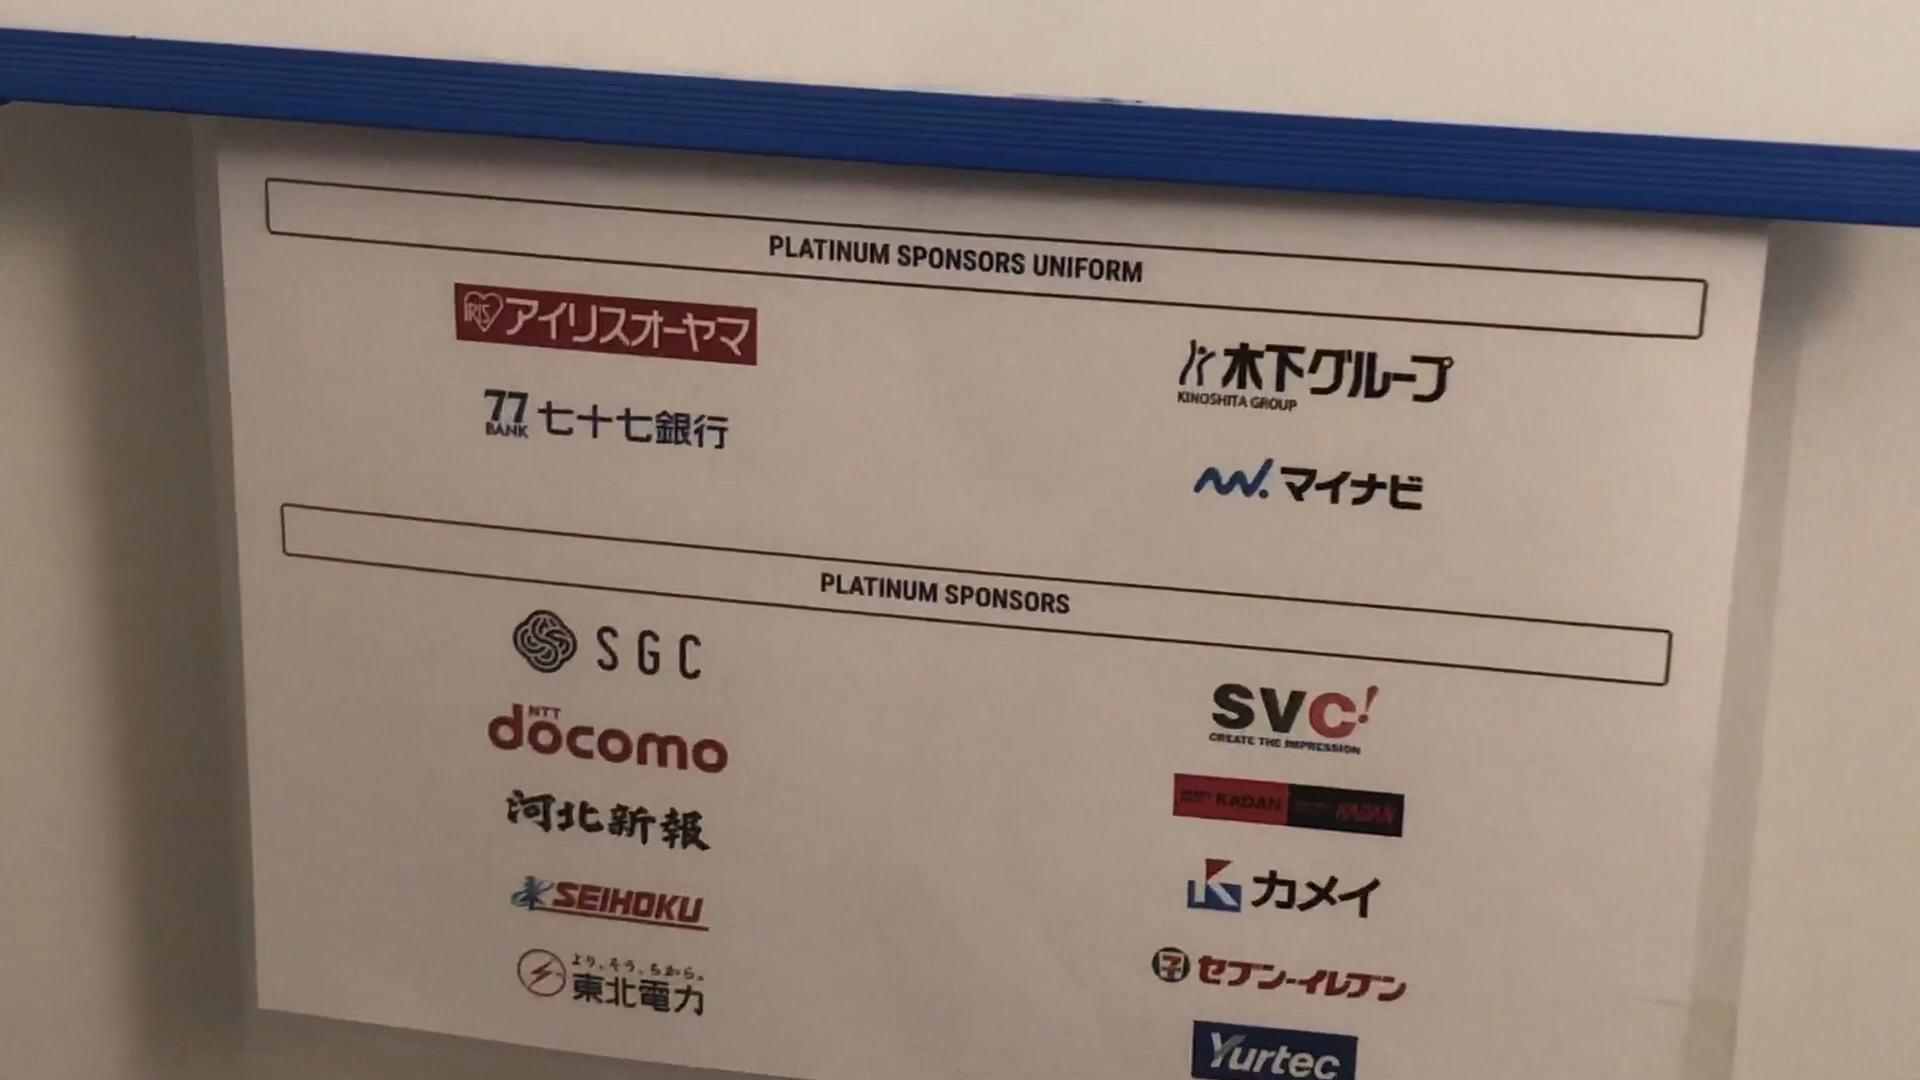 PLATINUM SPONSORS UNIFORM
IRIS アイリスオーヤマ
木下グループ
KINOSHITA GROUP
77 BANK 七十七銀行
マイナビ
PLATINUM SPONSORS
SGC
SVC!
CREATE THE IMPRESSION
NTT
docomo
KADAN KADAN
河北新報
カメイ
SEIHOKU
セブン-イレブン
より、そう、ちから。
東北電力
Yurtec